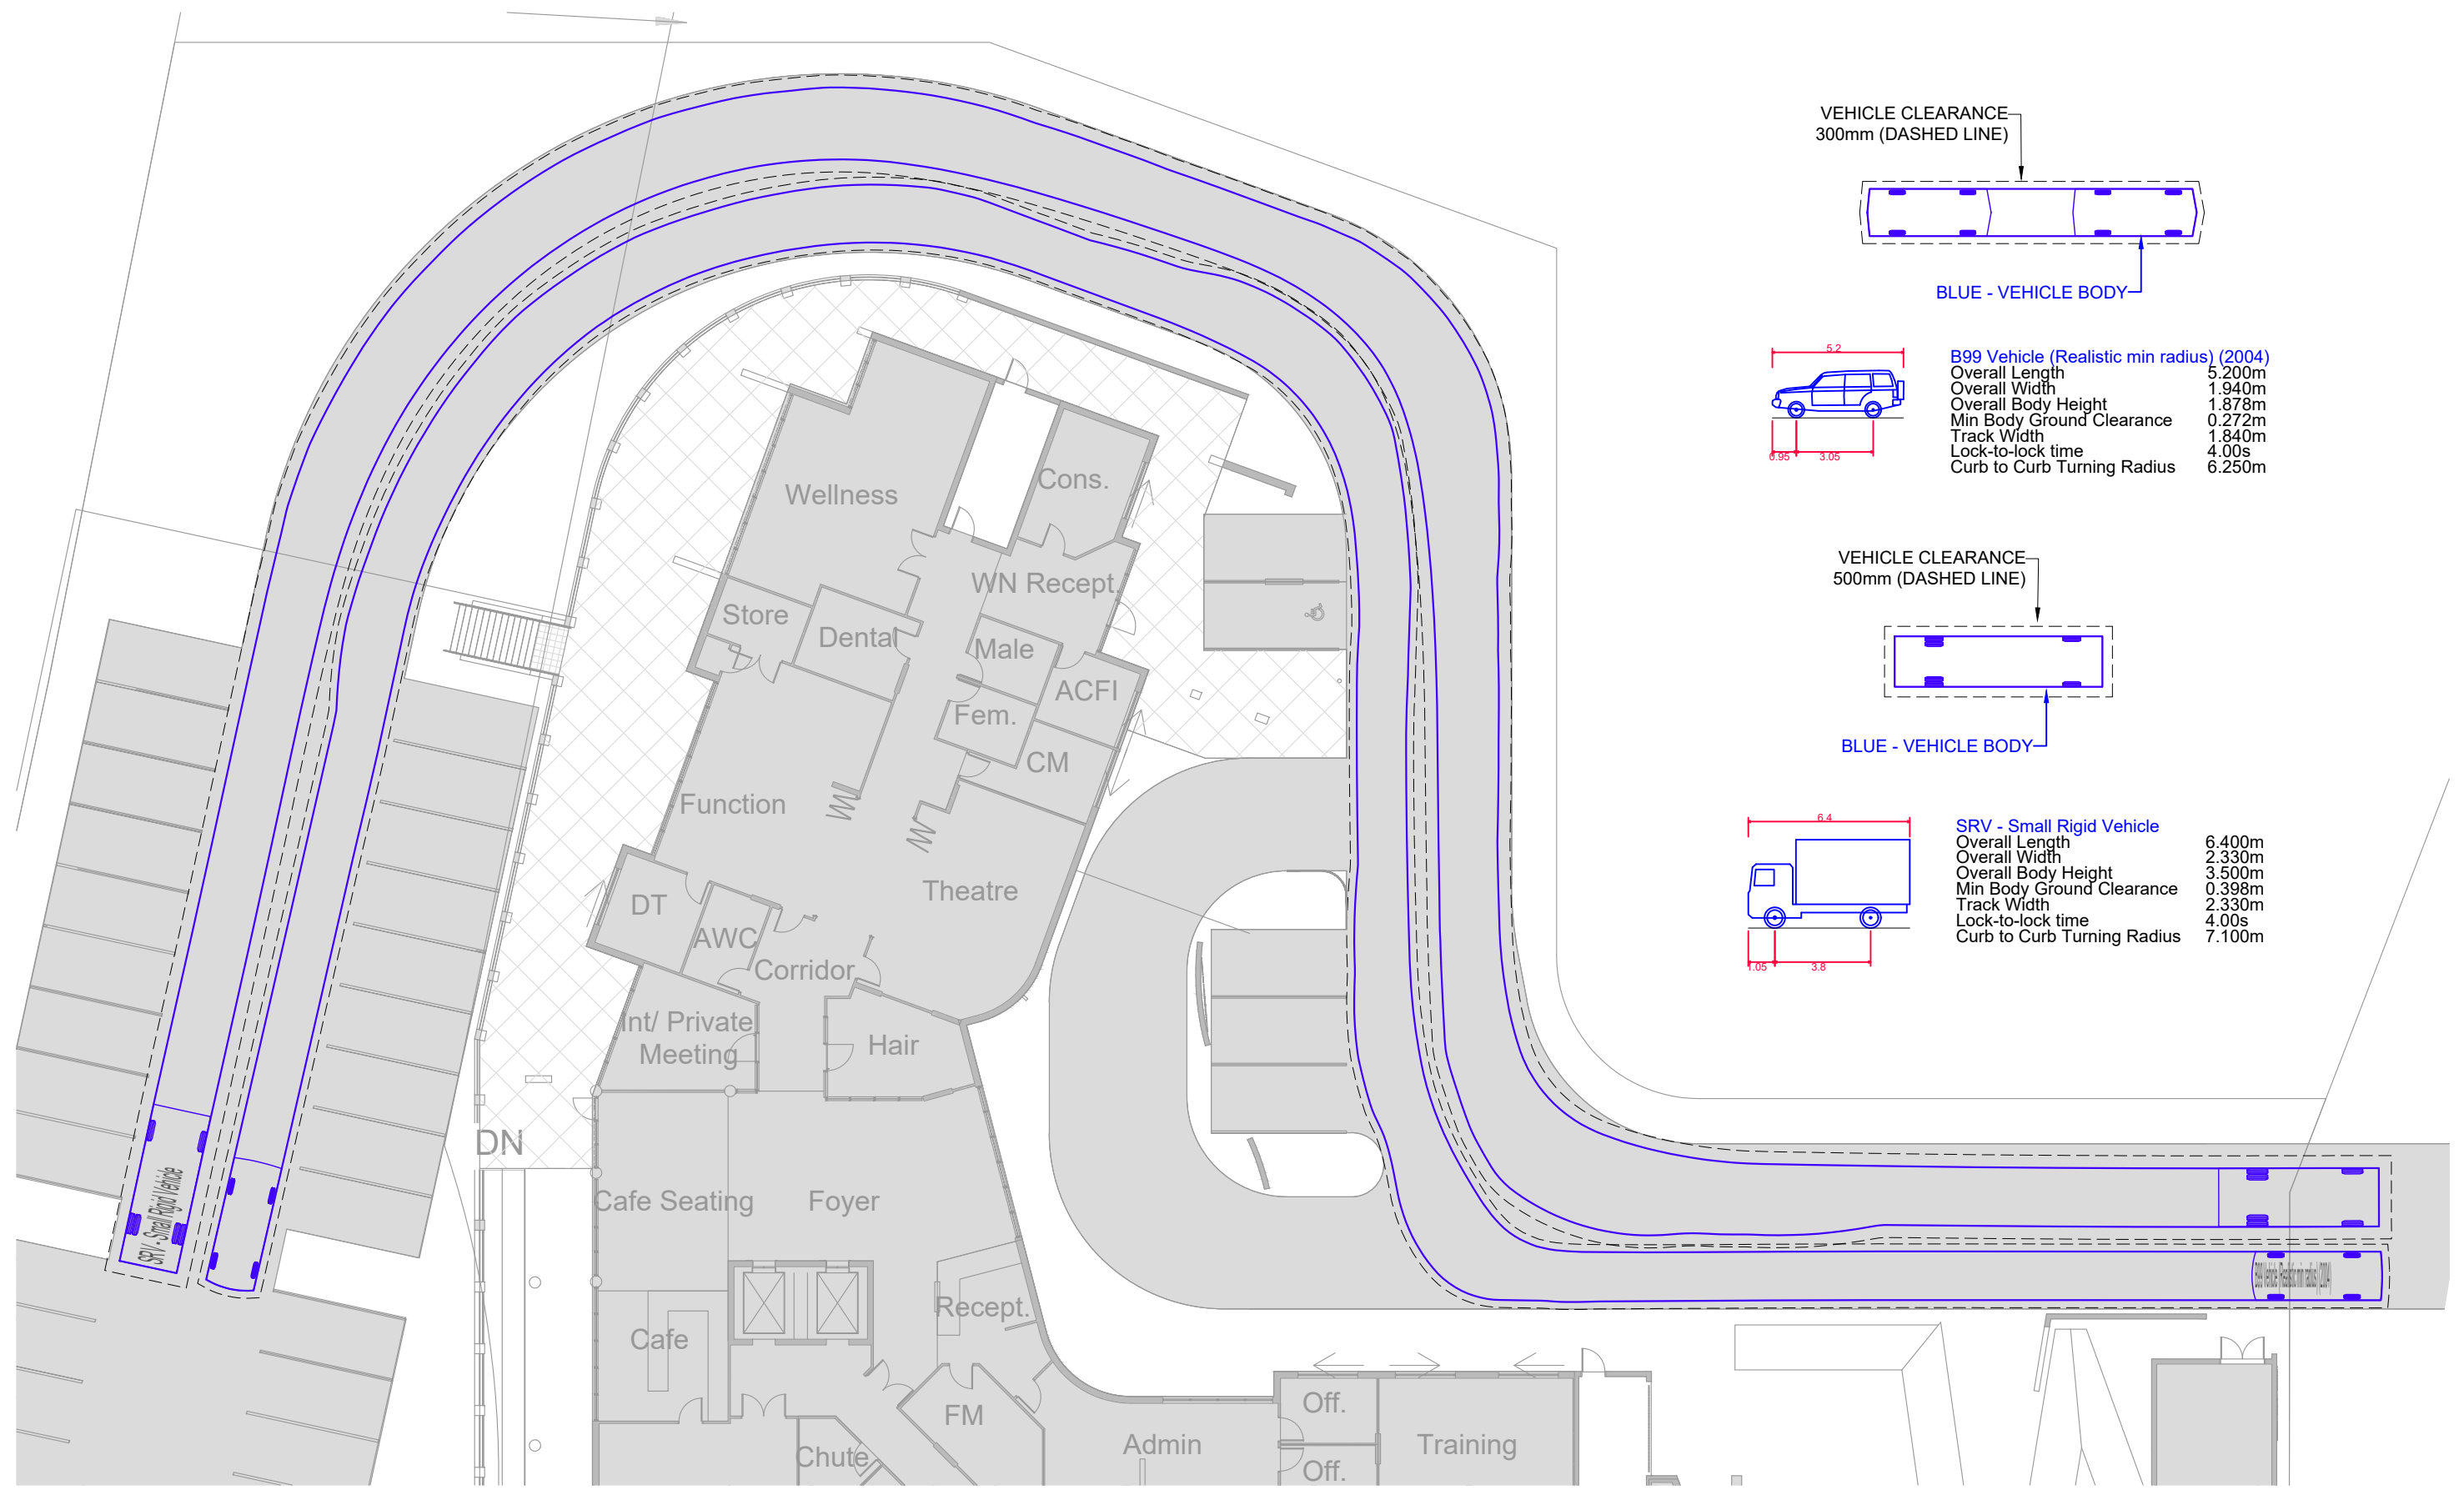 VEHICLE CLEARANCE
300mm (DASHED LINE)
BLUE - VEHICLE BODY
5.2
0.95
3.05
B99 Vehicle (Realistic min radius) (2004)
Overall Length 5.200m
Overall Width 1.940m
Overall Body Height 1.878m
Min Body Ground Clearance 0.272m
Track Width 1.840m
Lock-to-lock time 4.00s
Curb to Curb Turning Radius 6.250m
VEHICLE CLEARANCE
500mm (DASHED LINE)
BLUE - VEHICLE BODY
6.4
1.05
3.8
SRV - Small Rigid Vehicle
Overall Length 6.400m
Overall Width 2.330m
Overall Body Height 3.500m
Min Body Ground Clearance 0.398m
Track Width 2.330m
Lock-to-lock time 4.00s
Curb to Curb Turning Radius 7.100m
Wellness
Cons.
WN Recept.
Store
Dental
Male
ACFI
Fem.
CM
Function
Theatre
DT
AWC
Corridor
Int/ Private
Meeting
Hair
DN
Cafe Seating
Foyer
Recept.
Cafe
FM
Chute
Admin
Off.
Off.
Training
SRV - Small Rigid Vehicle
B99 Vehicle (Realistic min radius) (2004)